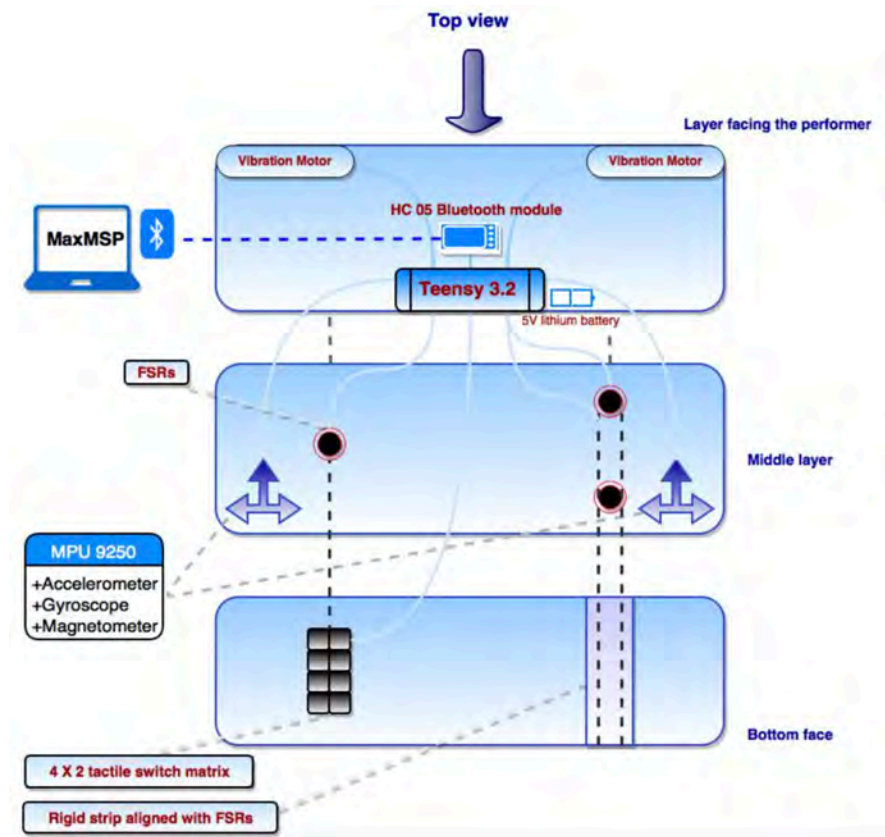 Top view
Layer facing the performer
Vibration Motor
Vibration Motor
HC 05 Bluetooth module
MaxMSP
Teensy 3.2
5V lithium battery
FSRs
Middle layer
MPU 9250
+Accelerometer
+Gyroscope
+Magnetometer
Bottom face
4 X 2 tactile switch matrix
Rigid strip aligned with FSRs